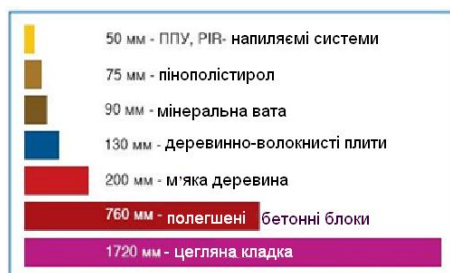 50 мм - ППУ, PIR- напиляємі системи
75 мм - пінополістирол
90 мм - мінеральна вата
130 мм - деревинно-волокнисті плити
200 мм - м'яка деревина
760 мм - полегшені бетонні блоки
1720 мм - цегляна кладка